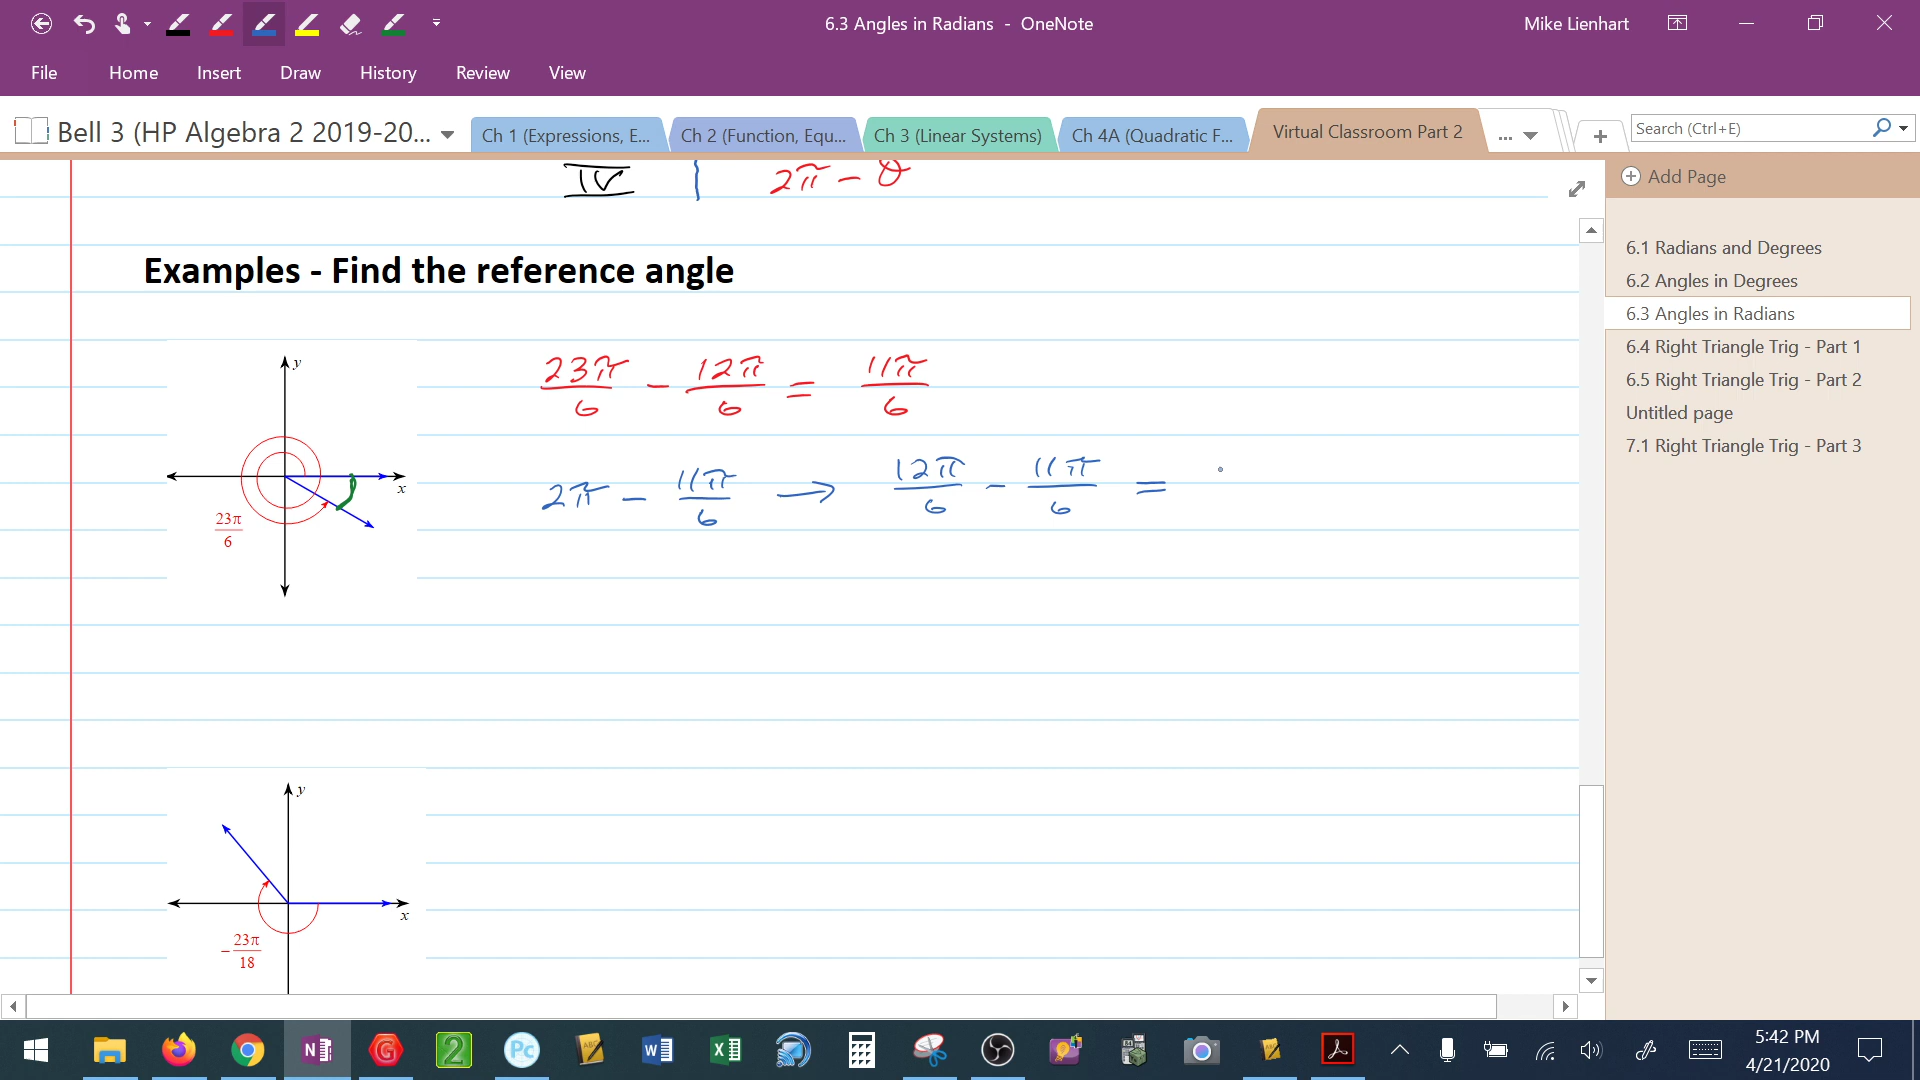 6.3 Angles in Radians - OneNote
Mike Lienhart
File Home Insert Draw History Review View
Bell 3 (HP Algebra 2 2019-20...
Ch 1 (Expressions, E...
Ch 2 (Function, Equ...
Ch 3 (Linear Systems)
Ch 4A (Quadratic F...
Virtual Classroom Part 2
...
Search (Ctrl+E)
Add Page
6.1 Radians and Degrees
6.2 Angles in Degrees
6.3 Angles in Radians
6.4 Right Triangle Trig - Part 1
6.5 Right Triangle Trig - Part 2
Untitled page
7.1 Right Triangle Trig - Part 3
IV 2π - θ
Examples - Find the reference angle
y
x
23π
6
23π/6 - 12π/6 = 11π/6
2π - 11π/6 → 12π/6 - 11π/6 =
y
x
- 23π
18
5:42 PM
4/21/2020